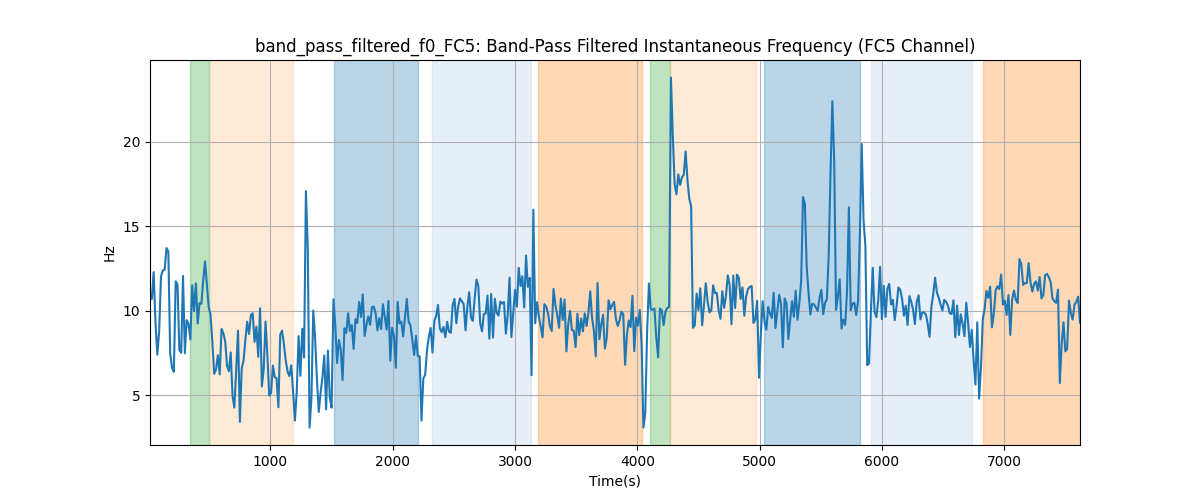 band_pass_filtered_f0_FC5: Band-Pass Filtered Instantaneous Frequency (FC5 Channel)
20
15
10
5
Hz
1000 2000 3000 4000 5000 6000 7000
Time(s)